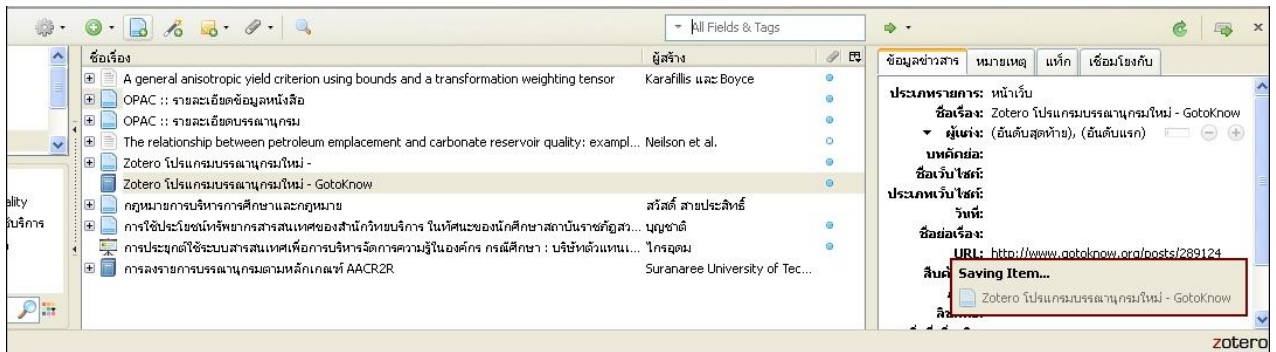 All Fields & Tags
ality
ชื่อเรื่อง ผู้สร้าง
A general anisotropic yield criterion using bounds and a transformation weighting tensor Karafillis และ Boyce
OPAC :: รายละเอียดข้อมูลหนังสือ
OPAC :: รายละเอียดบรรณานุกรม
The relationship between petroleum emplacement and carbonate reservoir quality: exampl... Neilson et al.
Zotero โปรแกรมบรรณานุกรมใหม่ -
Zotero โปรแกรมบรรณานุกรมใหม่ - GotoKnow
กฎหมายการบริหารการศึกษาและกฎหมาย สวัสดิ์ สายประสิทธิ์
การใช้ประโยชน์ทรัพยากรสารสนเทศของสำนักวิทยบริการ ในทัศนะของนักศึกษาสถาบันราชภัฏสว... บุญชาติ
การประยุกต์ใช้ระบบสารสนเทศเพื่อการบริหารจัดการความรู้ในองค์กร กรณีศึกษา : บริษัทตัวแทนเ... ไกรอุดม
การลงรายการบรรณานุกรมตามหลักเกณฑ์ AACR2R Suranaree University of Tec...
ข้อมูลข่าวสาร หมายเหตุ แท็ก เชื่อมโยงกับ
ประเภทรายการ: หน้าเว็บ
ชื่อเรื่อง: Zotero โปรแกรมบรรณานุกรมใหม่ - GotoKnow
ผู้แต่ง: (อันดับสุดท้าย), (อันดับแรก)
บทคัดย่อ:
ชื่อเว็บไซต์:
ประเภทเว็บไซต์:
วันที่:
ชื่อย่อเรื่อง:
URL: http://www.gotoknow.org/posts/289124
Saving Item...
Zotero โปรแกรมบรรณานุกรมใหม่ - GotoKnow
zotero